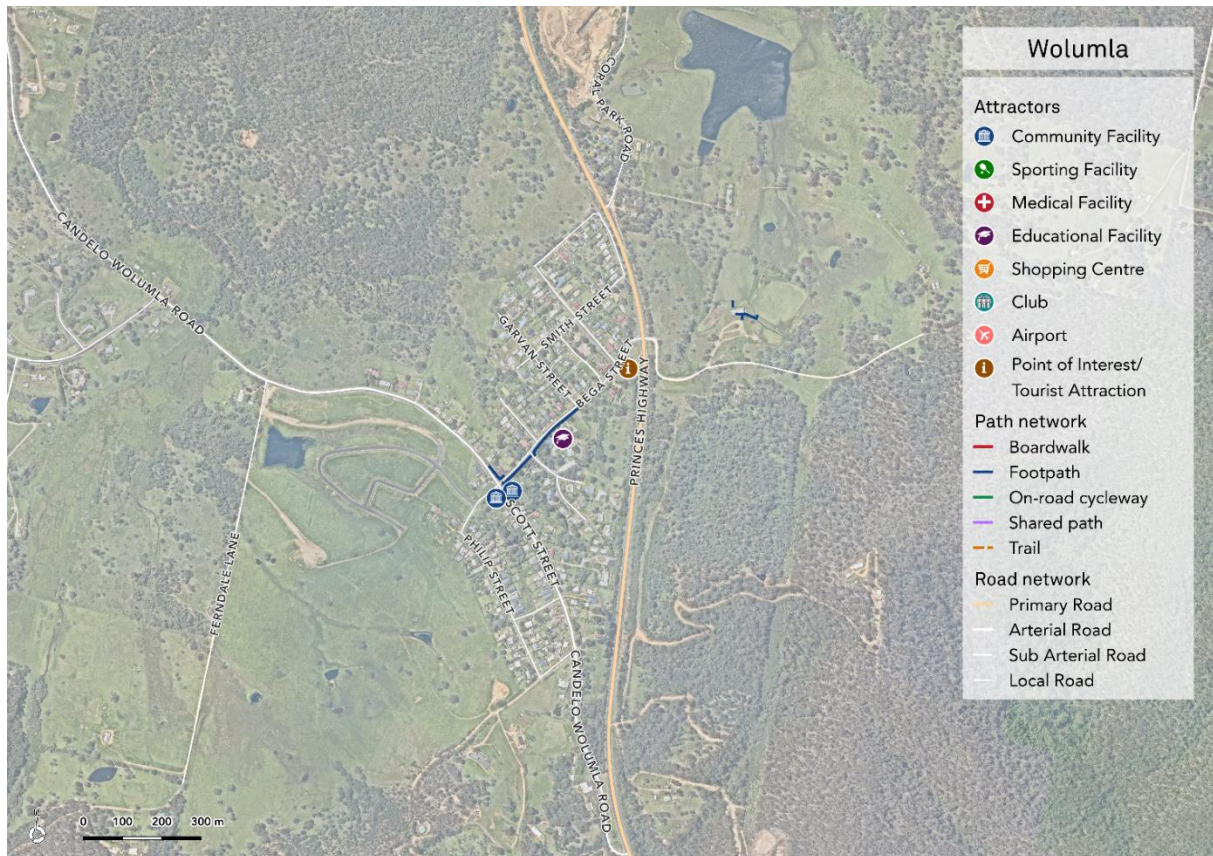 Wolumla
Attractors
Community Facility
Sporting Facility
Medical Facility
Educational Facility
Shopping Centre
Club
Airport
Point of Interest/
Tourist Attraction
Path network
Boardwalk
Footpath
On-road cycleway
Shared path
Trail
Road network
Primary Road
Arterial Road
Sub Arterial Road
Local Road
CORAL PARK ROAD
CANDELO WOLUMLA ROAD
SMITH STREET
GARVAN STREET
BEGA STREET
PRINCES HIGHWAY
SCOTT STREET
PHILIP STREET
FERNDALE LANE
CANDELO WOLUMLA ROAD
0 100 200 300 m